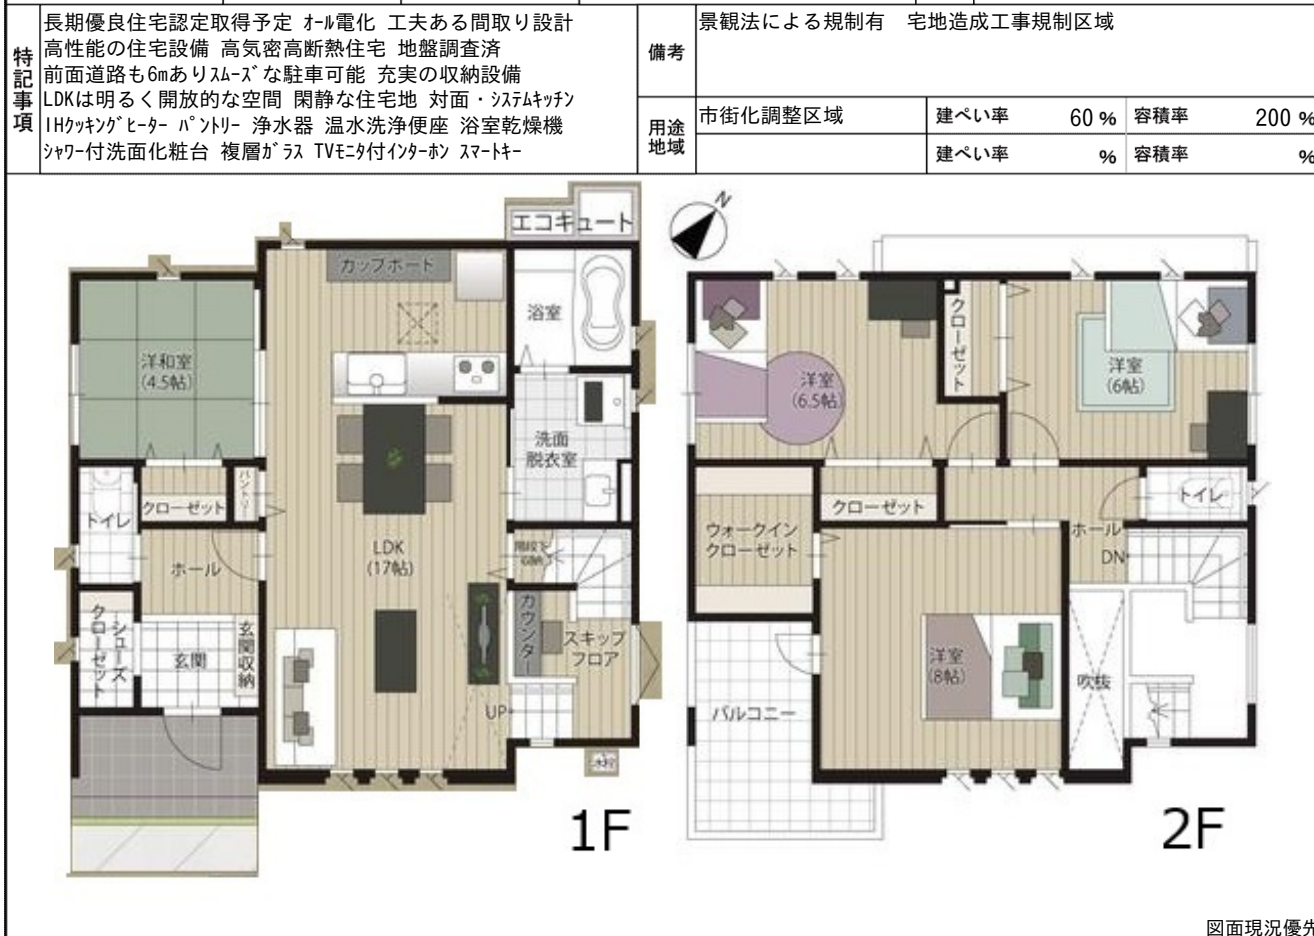 特記事項
長期優良住宅認定取得予定 ｵｰﾙ電化 工夫ある間取り設計
高性能の住宅設備 高気密高断熱住宅 地盤調査済
前面道路も6mありｽﾑｰｽﾞな駐車可能 充実の収納設備
LDKは明るく開放的な空間 閑静な住宅地 対面・ｼｽﾃﾑｷｯﾁﾝ
IHｸｯｷﾝｸﾞﾋｰﾀｰ ﾊﾟﾝﾄﾘｰ 浄水器 温水洗浄便座 浴室乾燥機
ｼｬﾜｰ付洗面化粧台 複層ｶﾞﾗｽ TVﾓﾆﾀ付ｲﾝﾀｰﾎﾝ ｽﾏｰﾄｷｰ
備考
景観法による規制有 宅地造成工事規制区域
用途地域
市街化調整区域 建ぺい率 60 % 容積率 200 %
建ぺい率 % 容積率 %
エコキュート
カップボード
浴室
洋和室
(4.5帖)
洗面
脱衣室
トイレ
クローゼット
パントリー
LDK
(17帖)
ホール
カウンター
スキップ
フロア
シューズ
クローゼット
玄関
玄関収納
UP
水栓
1F
N
クローゼット
洋室
(6.5帖)
洋室
(6帖)
クローゼット
トイレ
ウォークイン
クローゼット
ホール
DN
洋室
(8帖)
吹抜
バルコニー
2F
図面現況優先